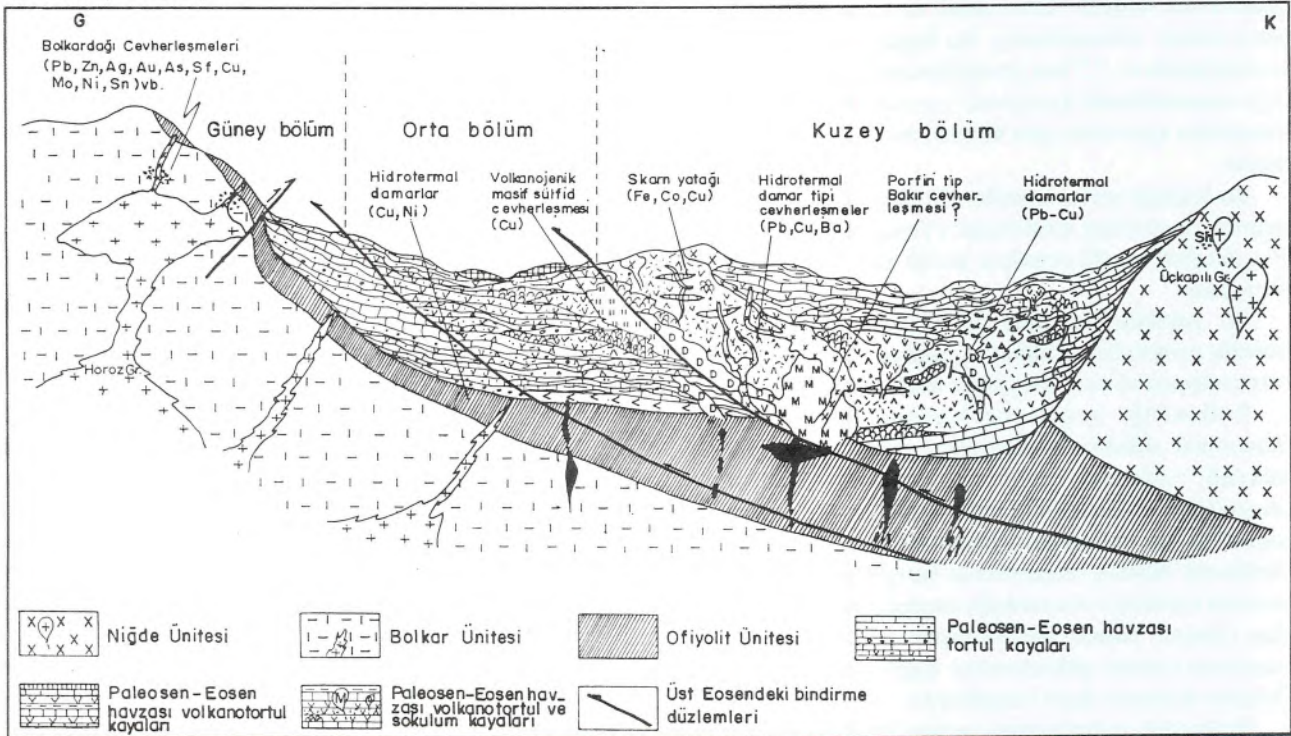 G
K
Bolkardağı Cevherleşmeleri
(Pb, Zn, Ag, Au, As, Sf, Cu,
Mo, Ni, Sn) vb.
Güney bölüm
Orta bölüm
Kuzey bölüm
Hidrotermal
damarlar
(Cu, Ni)
Volkanojenik
masif sülfid
cevherleşmesi
(Cu)
Skarn yatağı
(Fe, Co, Cu)
Hidrotermal
damar tipi
cevherleşmeler
(Pb, Cu, Ba)
Porfiri tip
Bakır cevher_
leşmesi ?
Hidrotermal
damarlar
(Pb-Cu)
Sn
Üçkapılı Gr.
Horoz Gr.
D
D
D
D
D
D
M
M
M
M
M
M
M
M
Niğde Ünitesi
Bolkar Ünitesi
Ofiyolit Ünitesi
Paleosen-Eosen havzası
tortul kayaları
Paleosen-Eosen
havzası volkanotortul
kayaları
M
Paleosen-Eosen hav_
zası volkanotortul ve
sokulum kayaları
Üst Eosendeki bindirme
düzlemleri